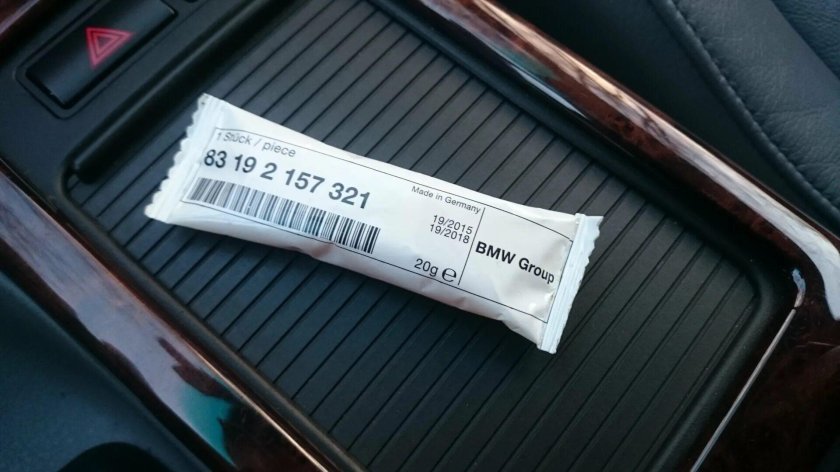 1 Stück / piece
83 19 2 157 321
Made in Germany
19/2015
19/2018
BMW Group
20g ℮